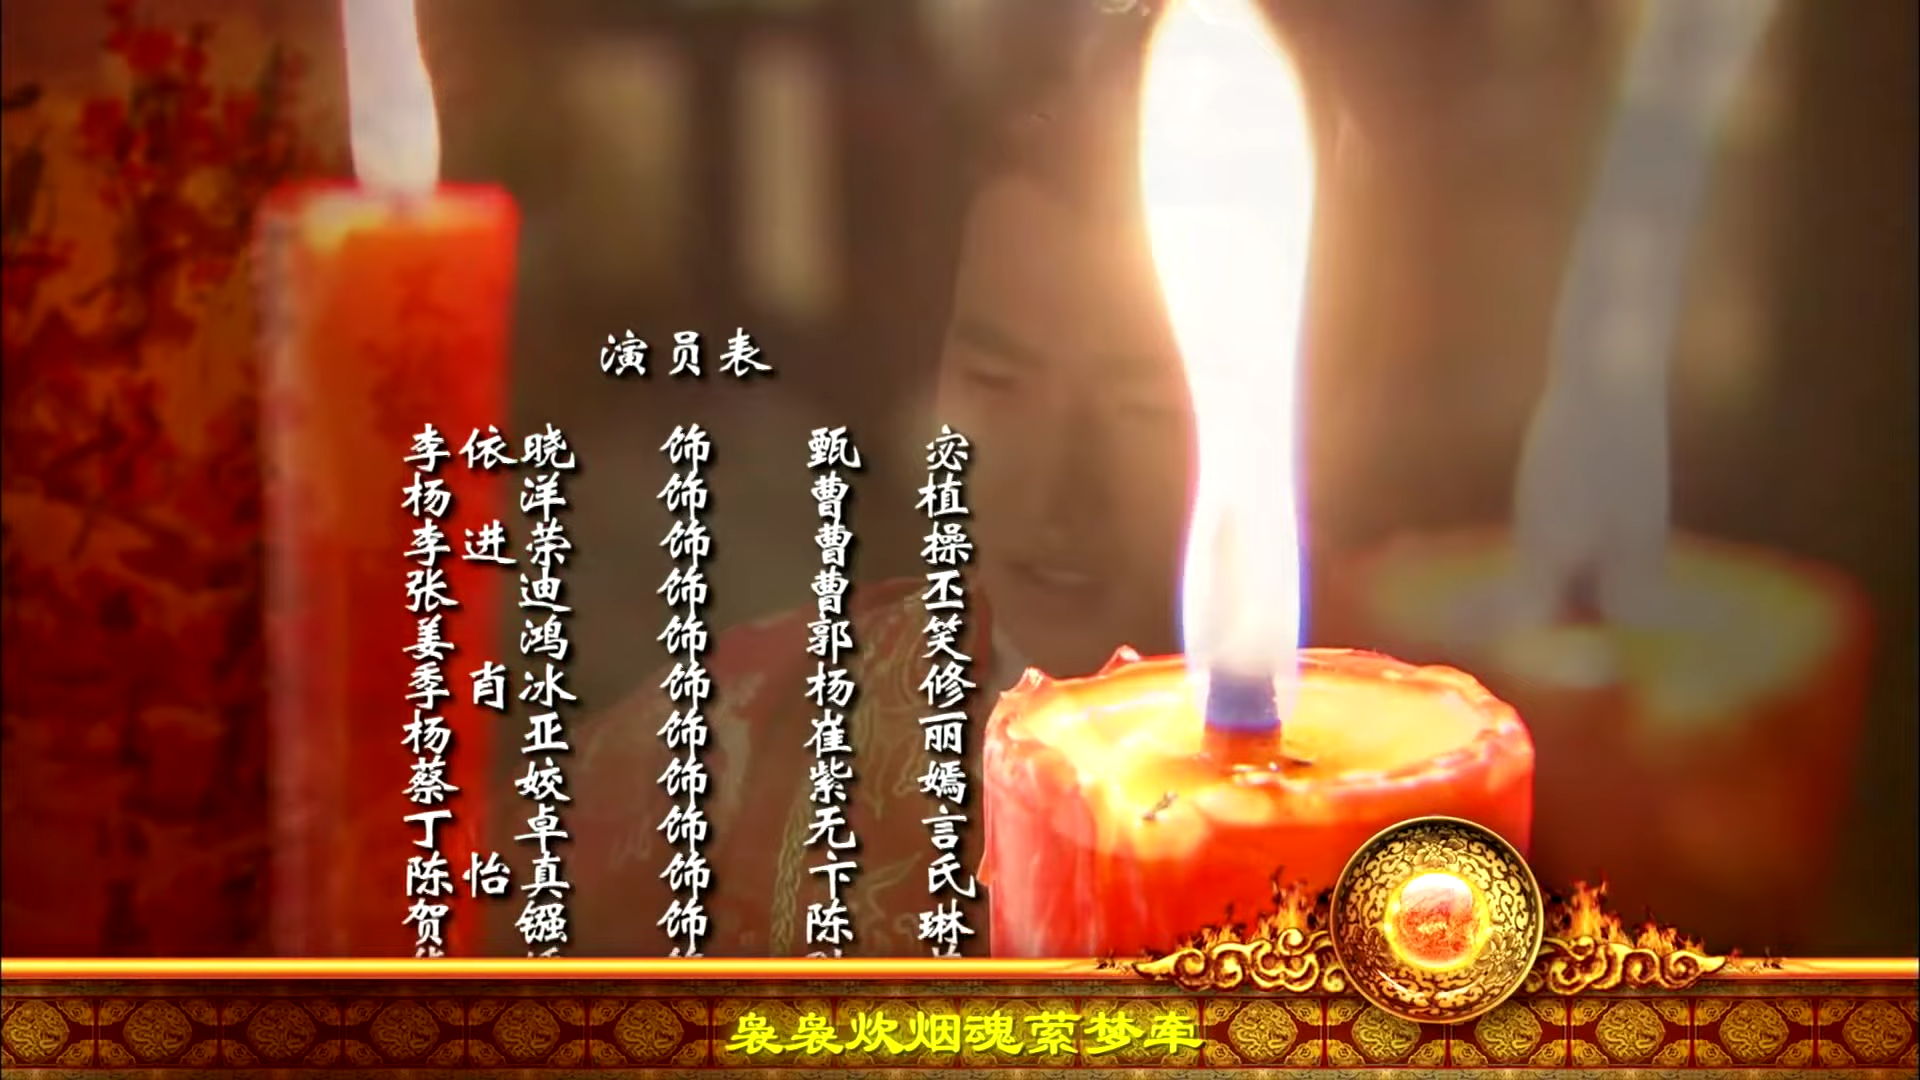 演员表
李依晓 饰 甄宓
杨洋 饰 曹植
李进荣 饰 曹操
张迪 饰 曹丕
姜鸿 饰 郭笑
季肖冰 饰 杨修
杨亚 饰 崔丽
蔡姣 饰 紫嫣
丁卓 饰 无言
陈怡真 饰 卞氏
贺镪 饰 陈琳
袅袅炊烟魂萦梦牵